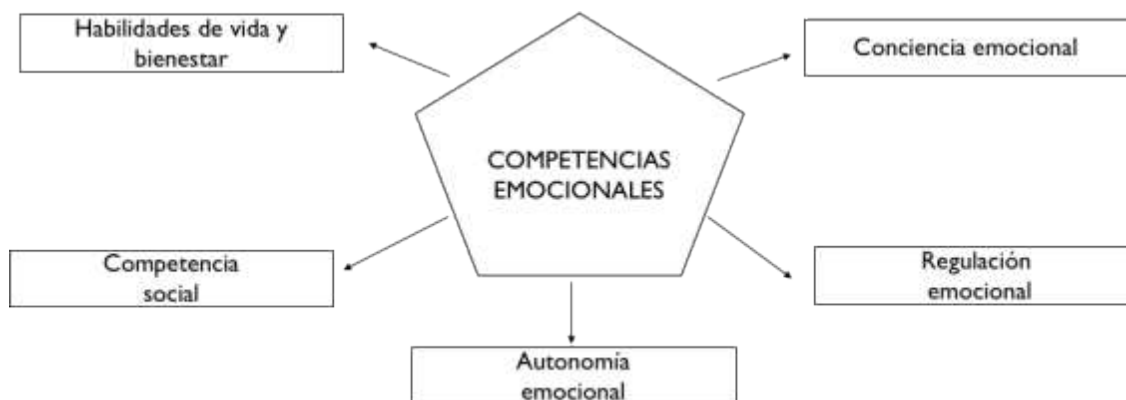 Habilidades de vida y
bienestar
Conciencia emocional
COMPETENCIAS
EMOCIONALES
Competencia
social
Regulación
emocional
Autonomía
emocional